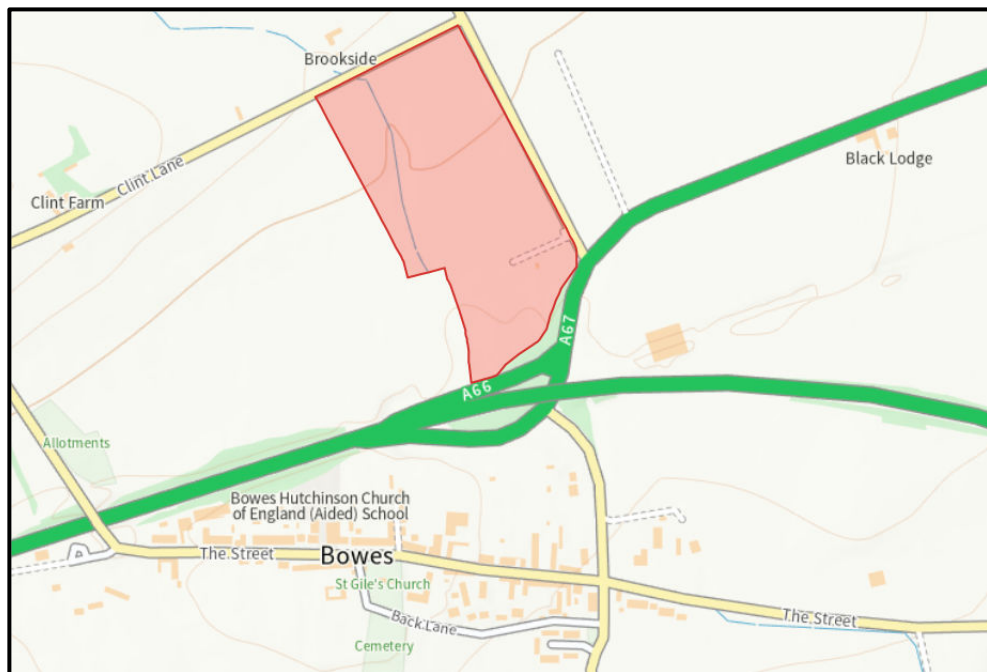 Brookside
Black Lodge
Clint Lane
Clint Farm
A67
A66
Allotments
Bowes Hutchinson Church
of England (Aided) School
The Street
Bowes
St Gile's Church
The Street
Back Lane
Cemetery